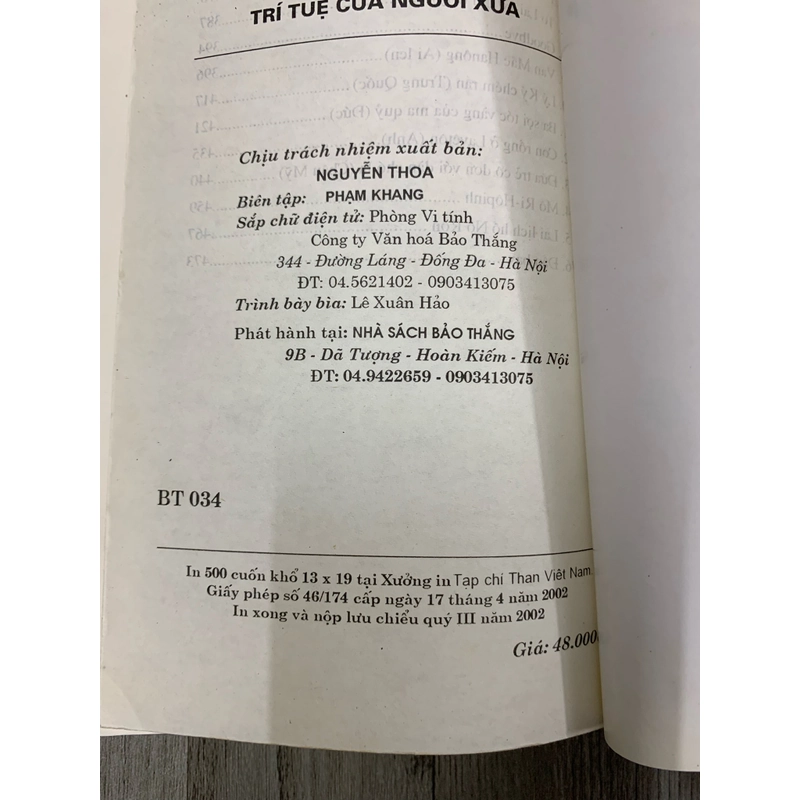 TRÍ TUỆ CỦA NGƯỜI XƯA
Chịu trách nhiệm xuất bản:
NGUYỄN THOA
Biên tập: PHẠM KHANG
Sắp chữ điện tử: Phòng Vi tính
Công ty Văn hoá Bảo Thắng
344 - Đường Láng - Đống Đa - Hà Nội
ĐT: 04.5621402 - 0903413075
Trình bày bìa: Lê Xuân Hảo
Phát hành tại: NHÀ SÁCH BẢO THẮNG
9B - Dã Tượng - Hoàn Kiếm - Hà Nội
ĐT: 04.9422659 - 0903413075
BT 034
In 500 cuốn khổ 13 x 19 tại Xưởng in Tạp chí Than Việt Nam
Giấy phép số 46/174 cấp ngày 17 tháng 4 năm 2002
In xong và nộp lưu chiểu quý III năm 2002
Giá: 48.000